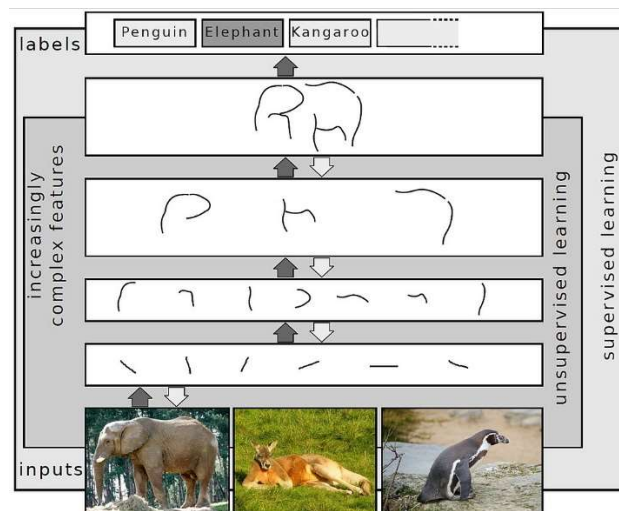 labels
Penguin
Elephant
Kangaroo
increasingly
complex features
unsupervised learning
supervised learning
inputs